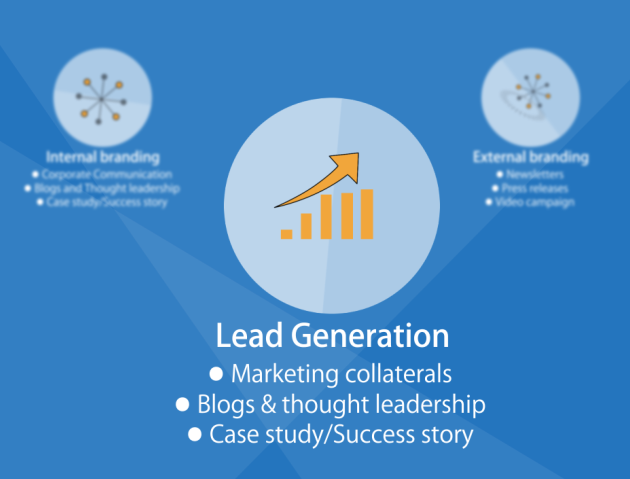 Internal branding
● Corporate Communication
● Blogs and Thought leadership
● Case study/Success story
External branding
● Newsletters
● Press releases
● Video campaign
Lead Generation
● Marketing collaterals
● Blogs & thought leadership
● Case study/Success story